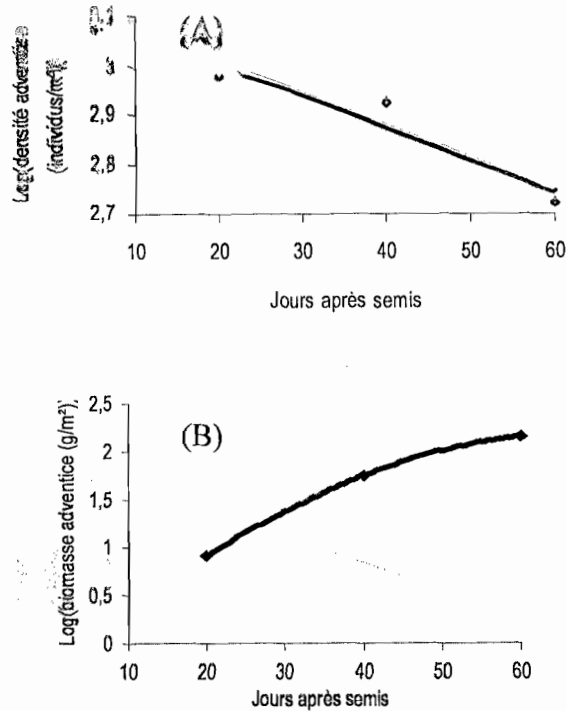 (A)
Log(densité adventice
(individus/m²))
3
2,9
2,8
2,7
10 20 30 40 50 60
Jours après semis
(B)
Log(biomasse adventice (g/m²))
2,5
2
1,5
1
0,5
0
10 20 30 40 50 60
Jours après semis